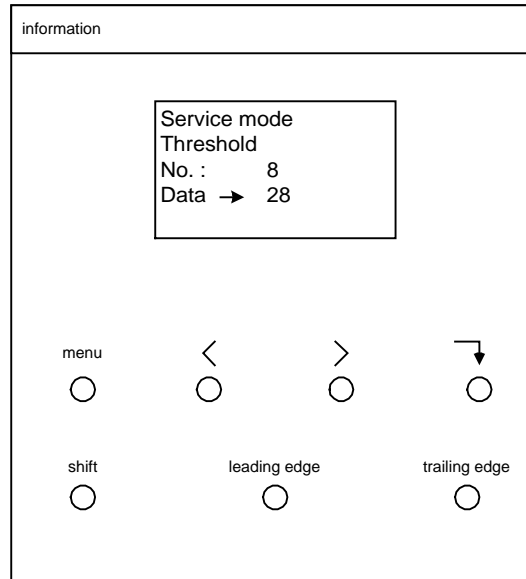 information
Service mode
Threshold
No. : 8
Data → 28
menu < >
shift leading edge trailing edge